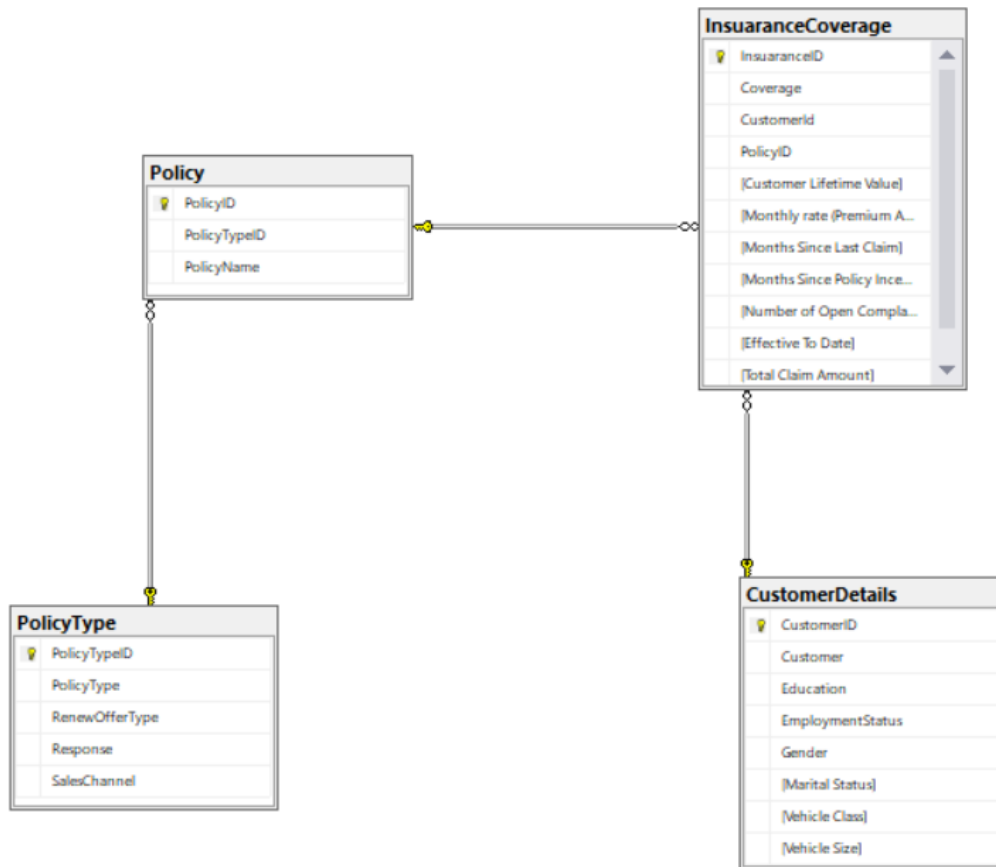 InsuaranceCoverage
InsuaranceID
Coverage
CustomerId
PolicyID
[Customer Lifetime Value]
[Monthly rate (Premium A...
[Months Since Last Claim]
[Months Since Policy Ince...
[Number of Open Compla...
[Effective To Date]
[Total Claim Amount]
Policy
PolicyID
PolicyTypeID
PolicyName
PolicyType
PolicyTypeID
PolicyType
RenewOfferType
Response
SalesChannel
CustomerDetails
CustomerID
Customer
Education
EmploymentStatus
Gender
[Marital Status]
[Vehicle Class]
[Vehicle Size]